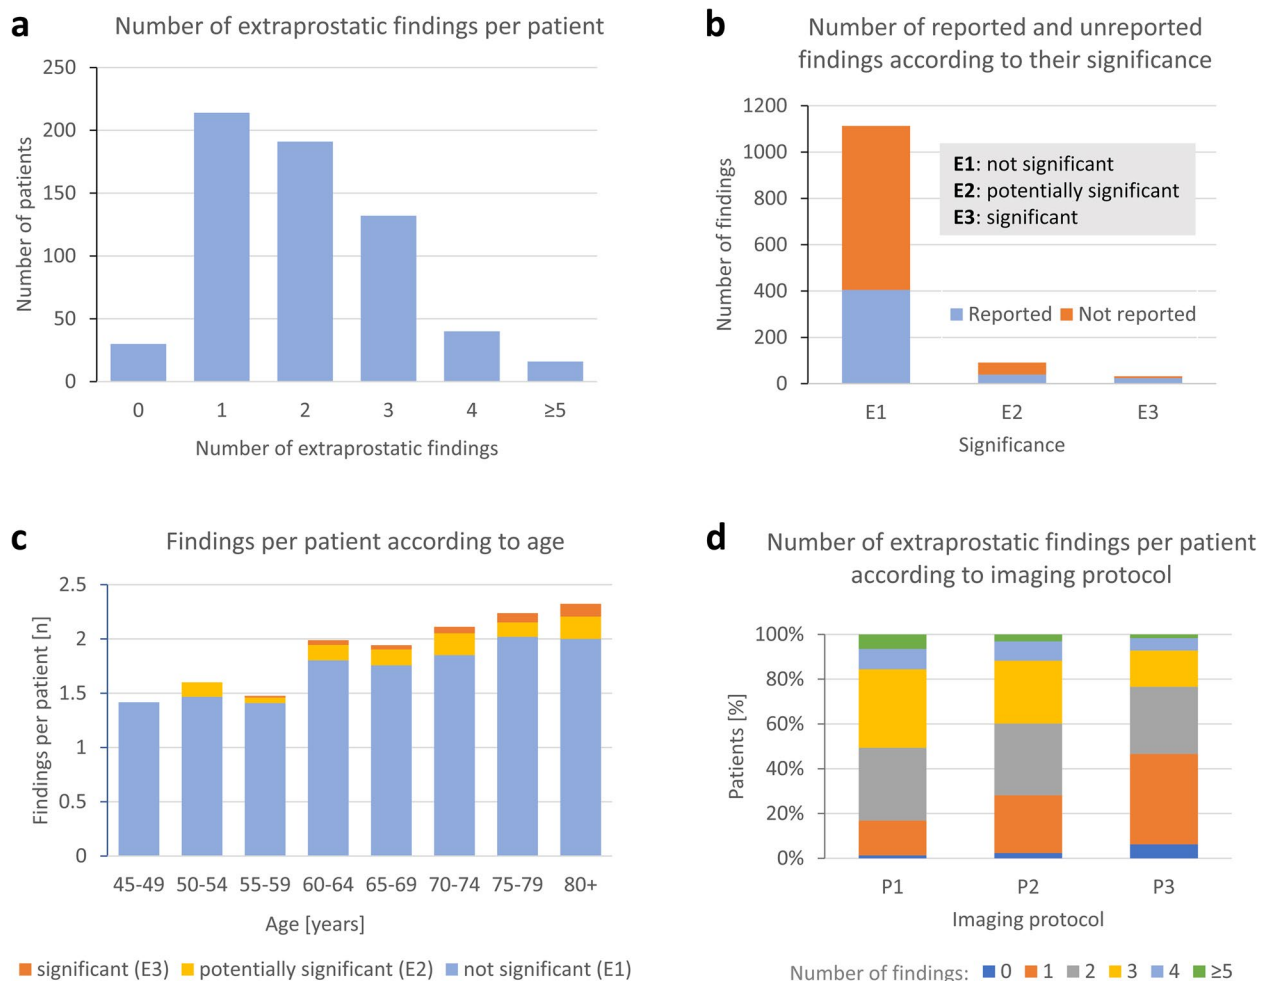 a
Number of extraprostatic findings per patient
250
200
150
100
50
0
Number of patients
0 1 2 3 4 ≥5
Number of extraprostatic findings
b
Number of reported and unreported
findings according to their significance
1200
1000
800
600
400
200
0
Number of findings
E1: not significant
E2: potentially significant
E3: significant
Reported Not reported
E1 E2 E3
Significance
c
Findings per patient according to age
2.5
2
1.5
1
0.5
0
Findings per patient [n]
45-49 50-54 55-59 60-64 65-69 70-74 75-79 80+
Age [years]
significant (E3) potentially significant (E2) not significant (E1)
d
Number of extraprostatic findings per patient
according to imaging protocol
100%
80%
60%
40%
20%
0%
Patients [%]
P1 P2 P3
Imaging protocol
Number of findings: 0 1 2 3 4 ≥5